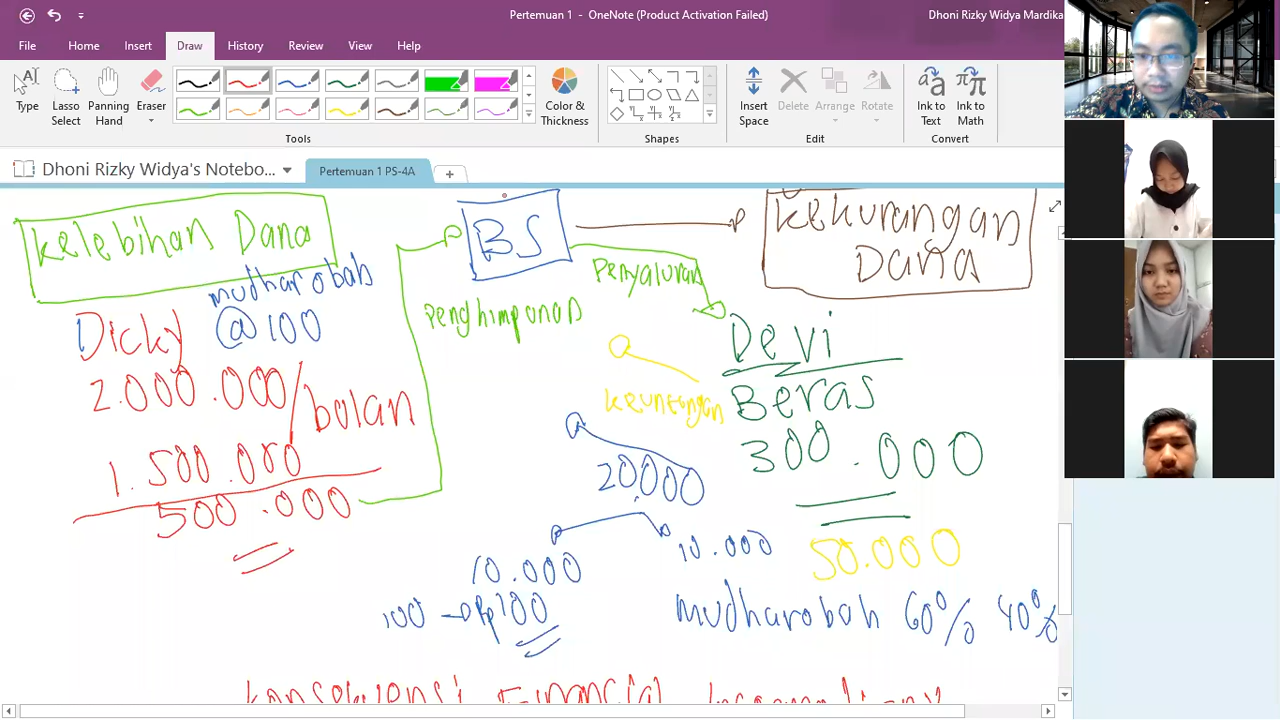 Pertemuan 1 - OneNote (Product Activation Failed)
Dhoni Rizky Widya Mardika
File
Home
Insert
Draw
History
Review
View
Help
Type
Lasso Select
Panning Hand
Eraser
Color & Thickness
Insert Space
Delete
Arrange
Rotate
Ink to Text
Ink to Math
Tools
Shapes
Edit
Convert
Dhoni Rizky Widya's Notebo...
Pertemuan 1 PS-4A
Kelebihan Dana
BS
Kekurangan Dana
mudharobah
Penyaluran
Penghimpunan
Dicky @100
Devi
2.000.000/bulan
Keuntungan
Beras
1.500.000
20.000
300.000
500.000
10.000
10.000
50.000
100 → Rp100
mudharobah 60% 40%
Konsekuensi Financial